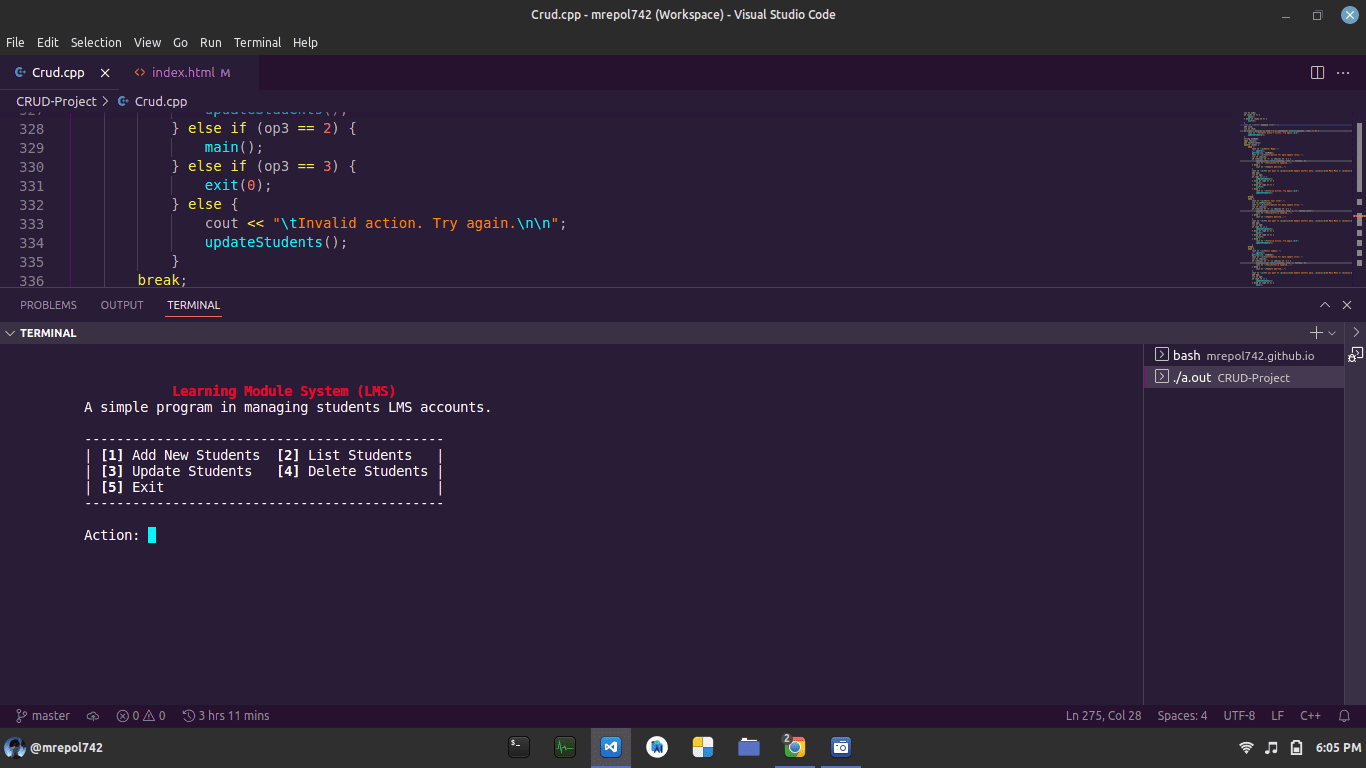 Crud.cpp - mrepol742 (Workspace) - Visual Studio Code
File Edit Selection View Go Run Terminal Help
Crud.cpp index.html M
CRUD-Project > Crud.cpp
327 updateStudents();
328 } else if (op3 == 2) {
329 main();
330 } else if (op3 == 3) {
331 exit(0);
332 } else {
333 cout << "\tInvalid action. Try again.\n\n";
334 updateStudents();
335 }
336 break;
PROBLEMS OUTPUT TERMINAL
TERMINAL
bash mrepol742.github.io
./a.out CRUD-Project
Learning Module System (LMS)
A simple program in managing students LMS accounts.
---------------------------------------------
| [1] Add New Students [2] List Students |
| [3] Update Students [4] Delete Students |
| [5] Exit |
---------------------------------------------
Action:
master 0 0 3 hrs 11 mins Ln 275, Col 28 Spaces: 4 UTF-8 LF C++
@mrepol742 2 6:05 PM